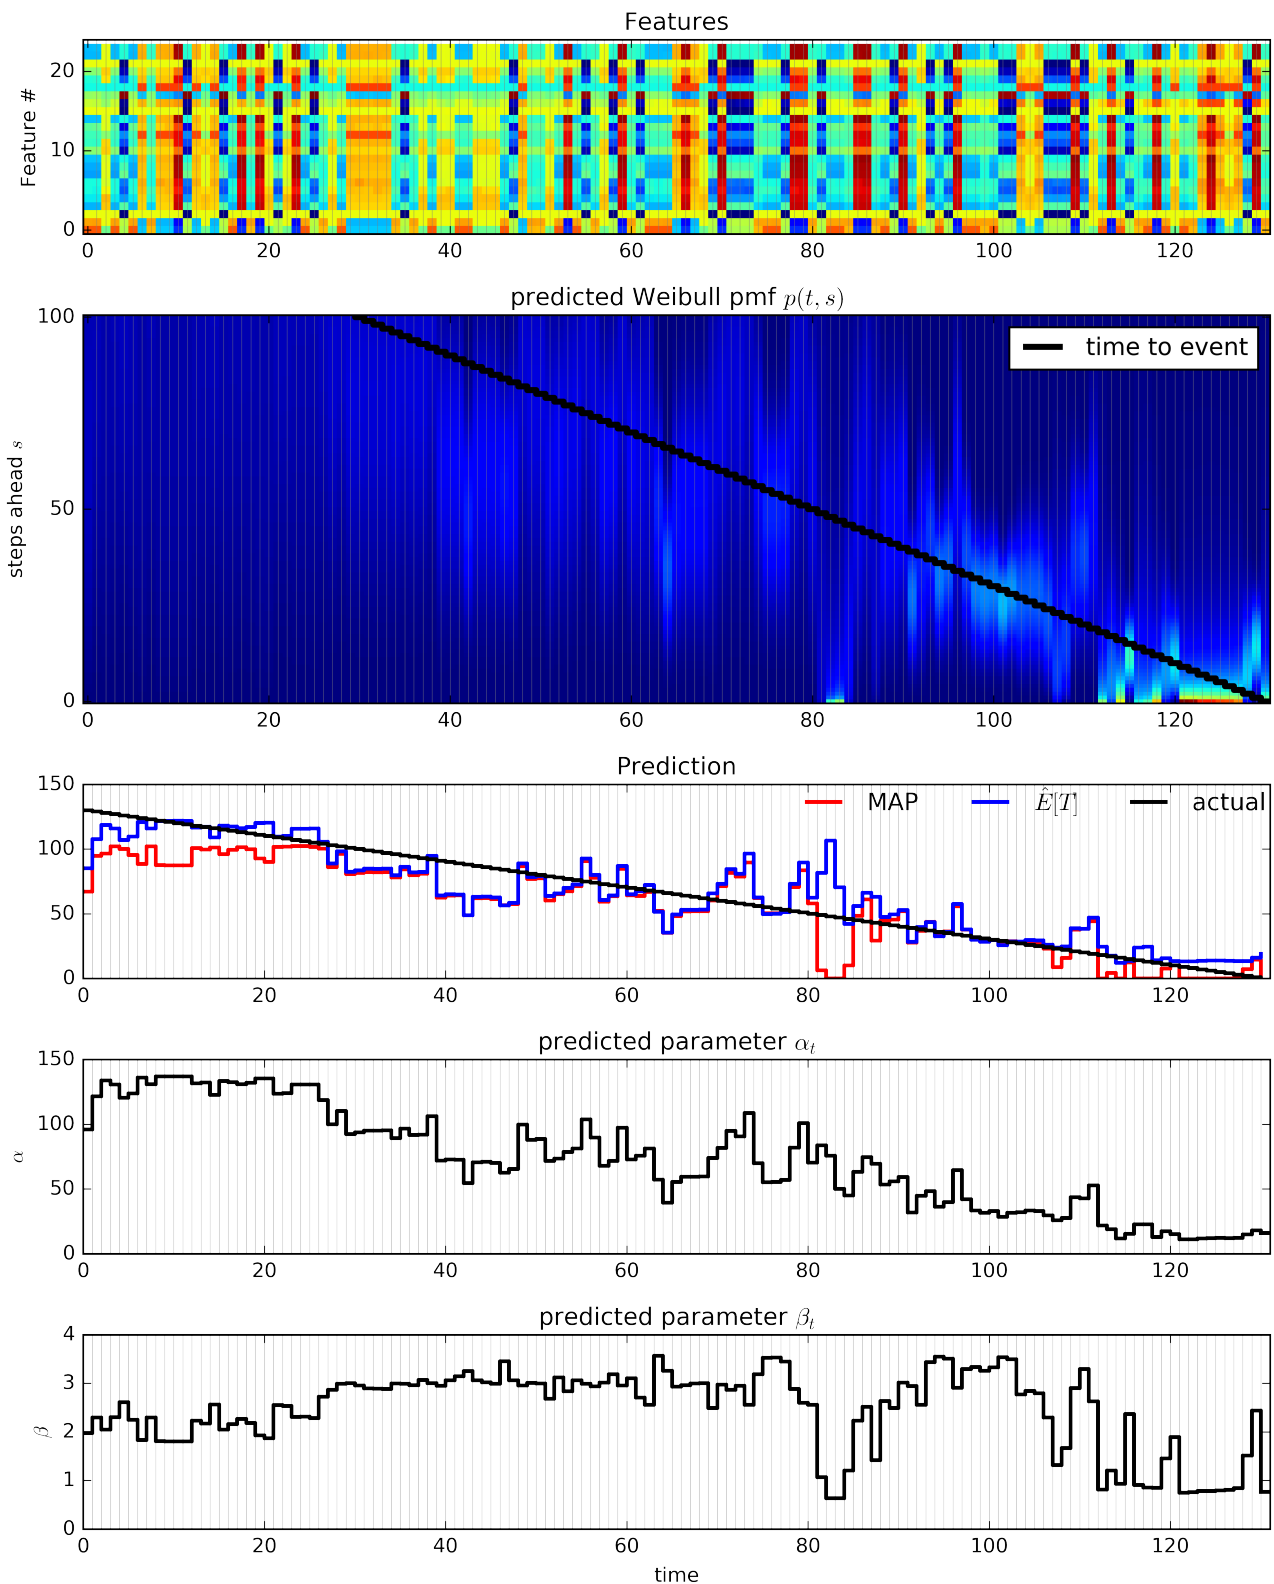 Features
Feature #
20
10
0
0 20 40 60 80 100 120
predicted Weibull pmf p(t, s)
steps ahead s
100
50
0
time to event
0 20 40 60 80 100 120
Prediction
150
100
50
0
MAP Ê[T] actual
0 20 40 60 80 100 120
predicted parameter αₜ
α
150
100
50
0
0 20 40 60 80 100 120
predicted parameter βₜ
β
4
3
2
1
0
0 20 40 60 80 100 120
time